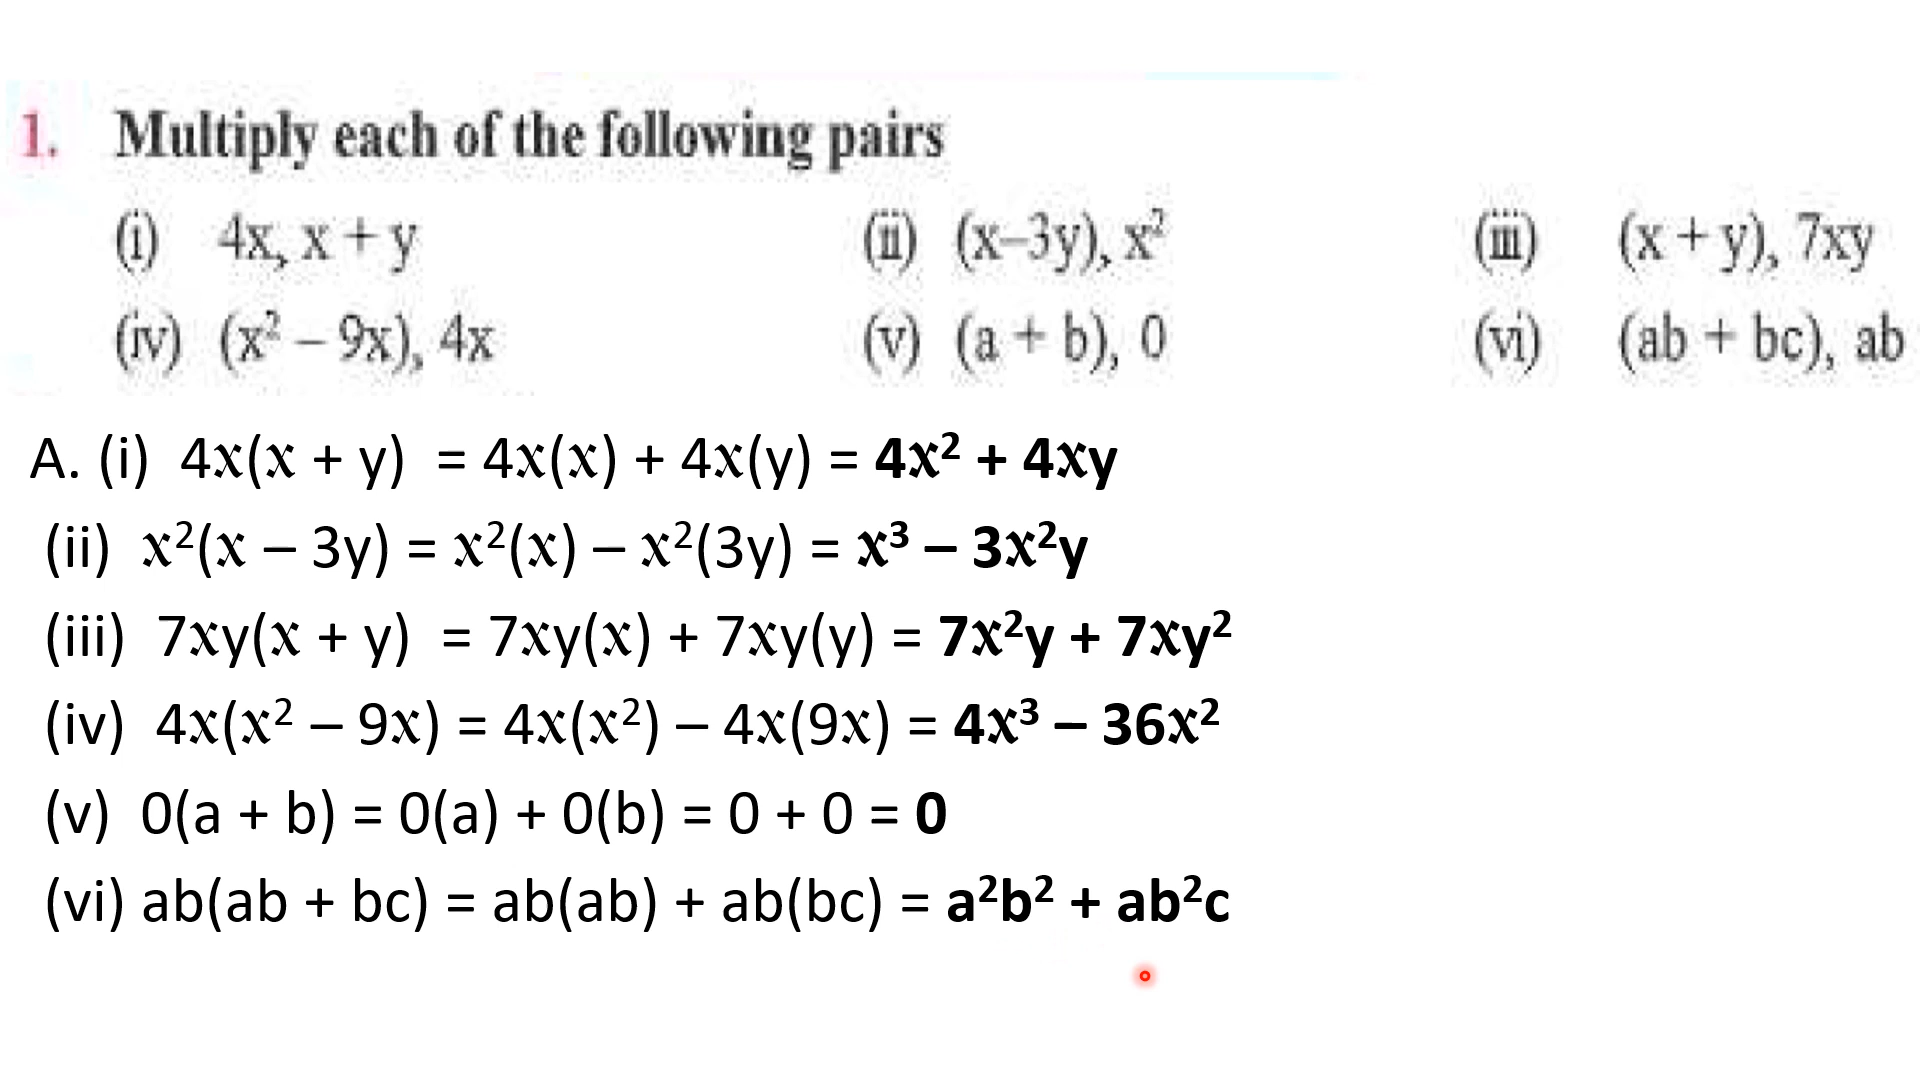 1. Multiply each of the following pairs
(i) 4x, x + y (ii) (x–3y), x² (iii) (x + y), 7xy
(iv) (x² – 9x), 4x (v) (a + b), 0 (vi) (ab + bc), ab
A. (i) 4x(x + y) = 4x(x) + 4x(y) = 4x² + 4xy
(ii) x²(x – 3y) = x²(x) – x²(3y) = x³ – 3x²y
(iii) 7xy(x + y) = 7xy(x) + 7xy(y) = 7x²y + 7xy²
(iv) 4x(x² – 9x) = 4x(x²) – 4x(9x) = 4x³ – 36x²
(v) 0(a + b) = 0(a) + 0(b) = 0 + 0 = 0
(vi) ab(ab + bc) = ab(ab) + ab(bc) = a²b² + ab²c